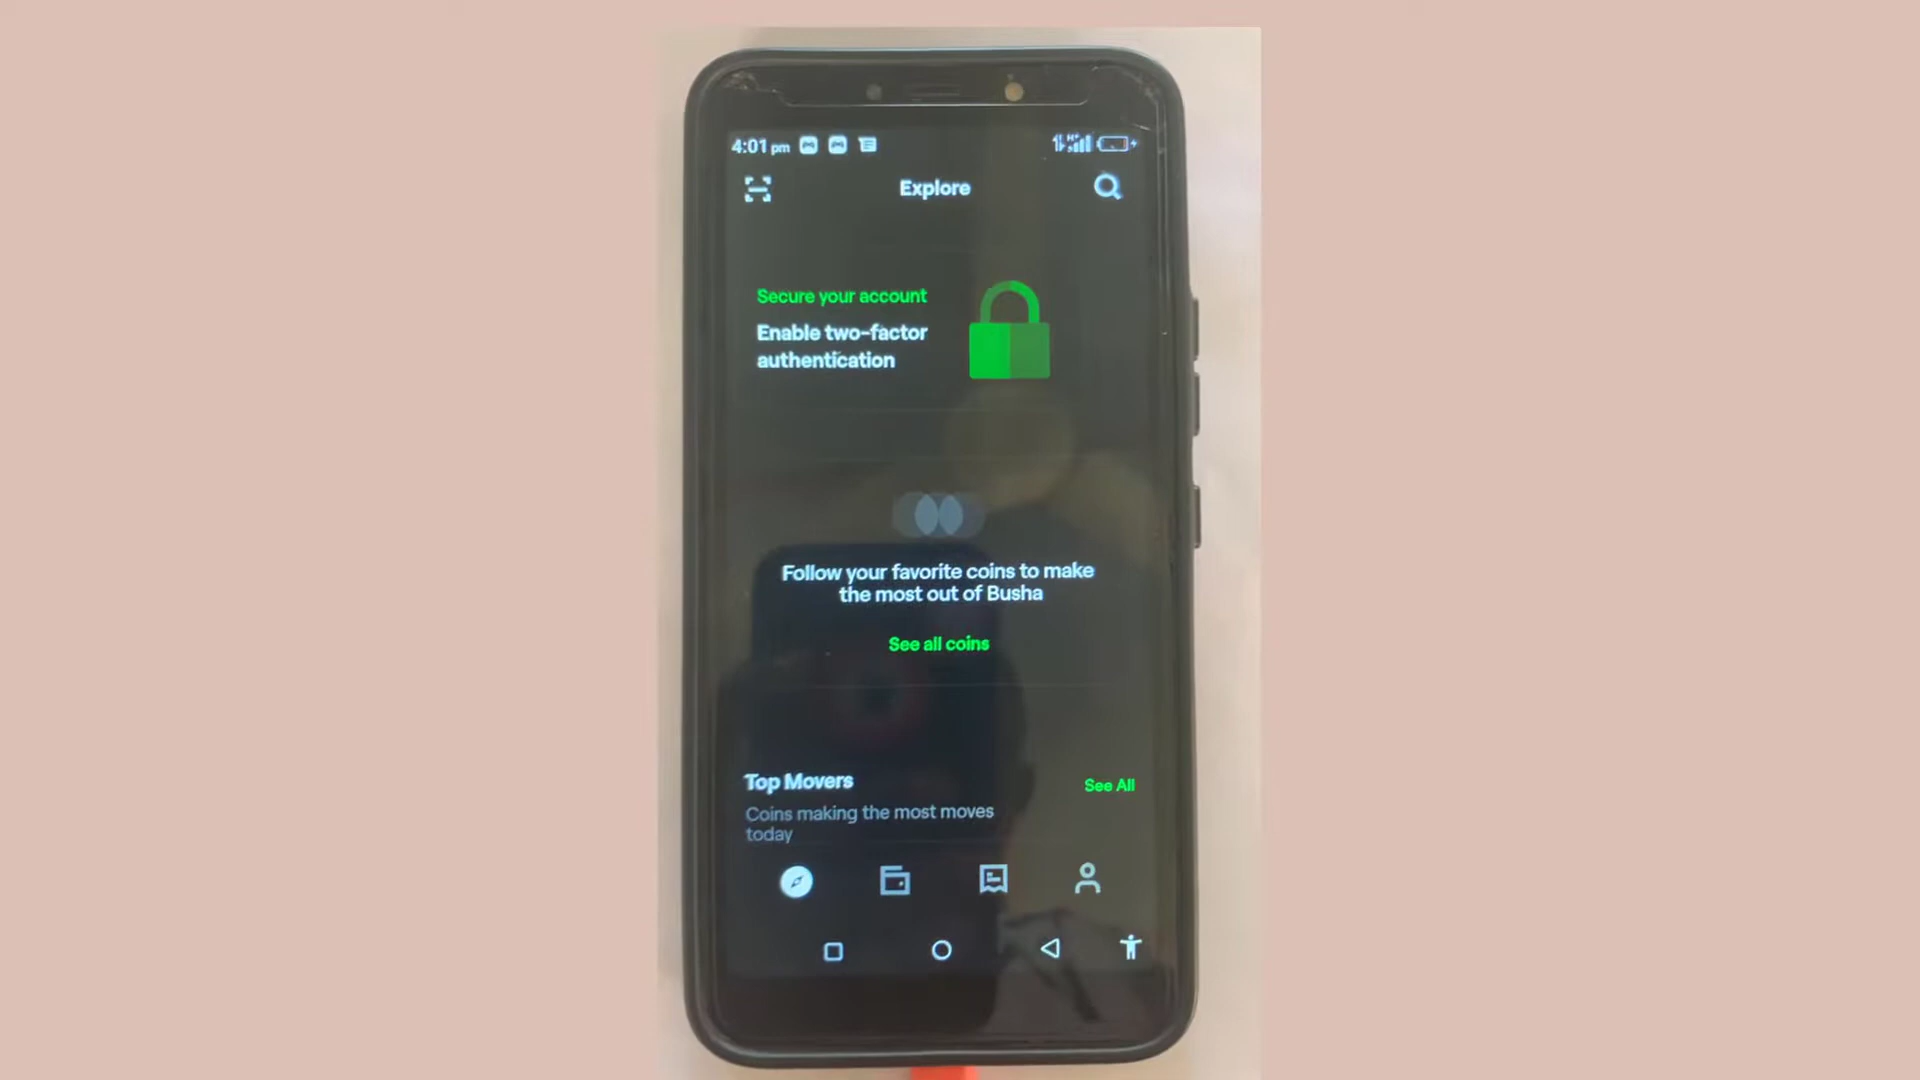 4:01 pm
Explore
Secure your account
Enable two-factor
authentication
Follow your favorite coins to make
the most out of Busha
See all coins
Top Movers
See All
Coins making the most moves
today